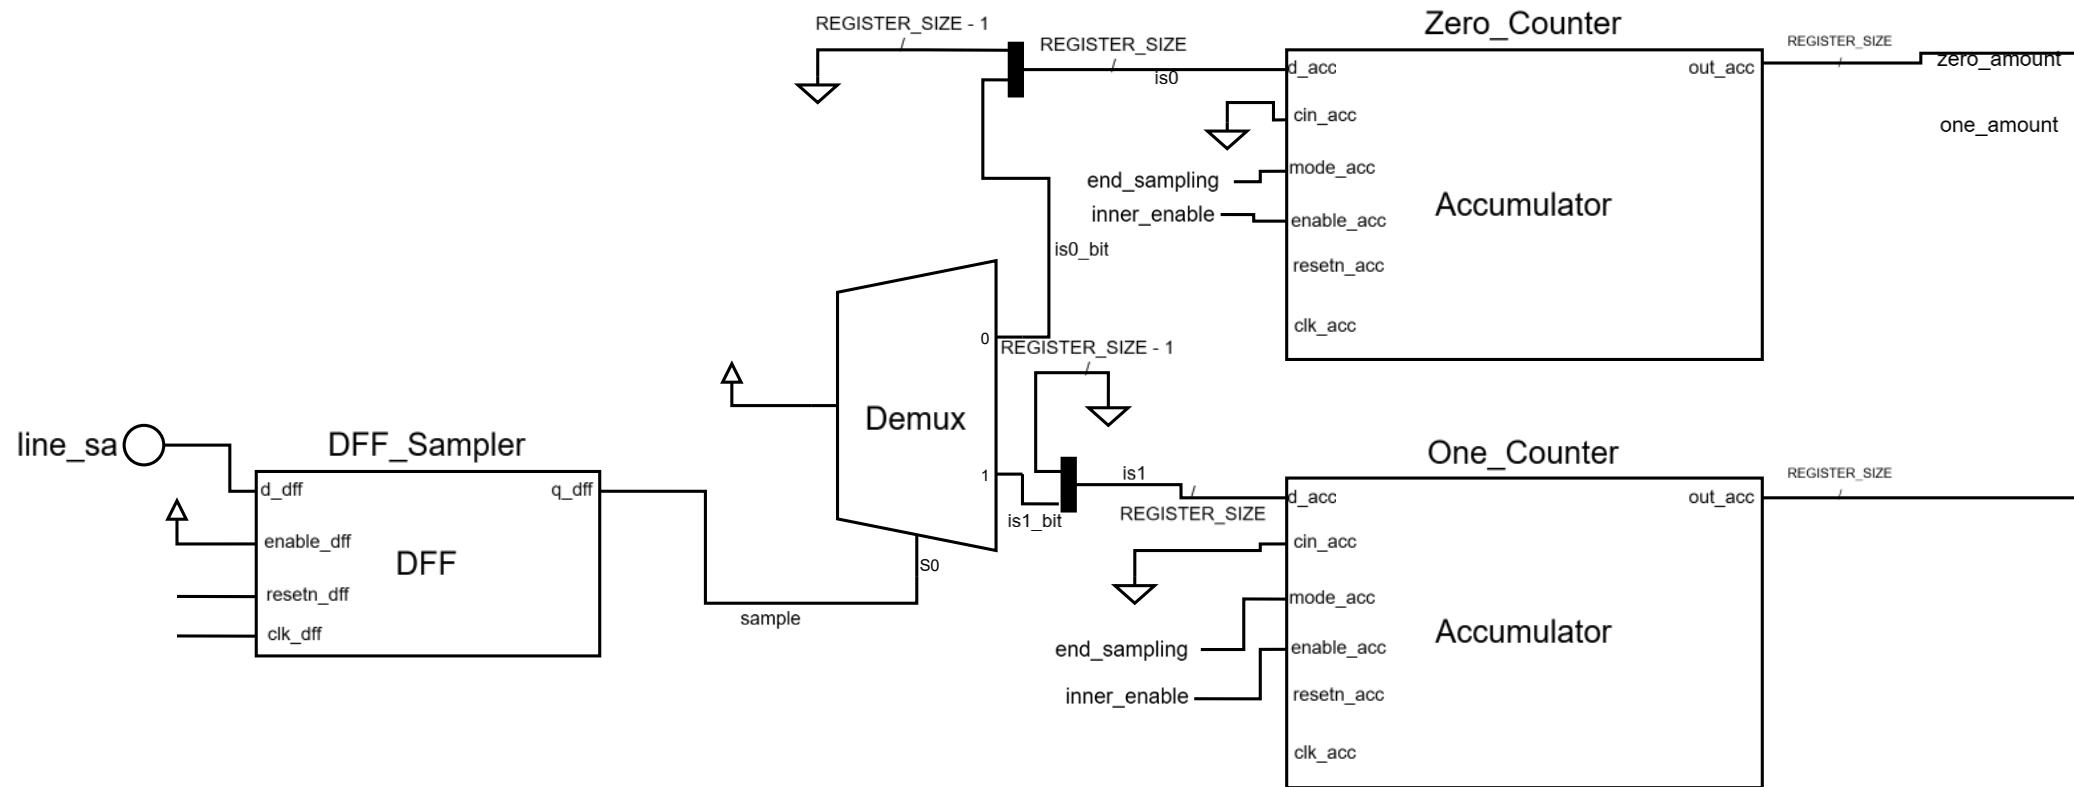 REGISTER_SIZE - 1
REGISTER_SIZE
is0
Zero_Counter
d_acc
out_acc
cin_acc
mode_acc
enable_acc
resetn_acc
clk_acc
Accumulator
REGISTER_SIZE
zero_amount
one_amount
end_sampling
inner_enable
is0_bit
0
REGISTER_SIZE - 1
Demux
1
is1_bit
S0
is1
REGISTER_SIZE
line_sa
DFF_Sampler
d_dff
q_dff
enable_dff
DFF
resetn_dff
clk_dff
sample
One_Counter
d_acc
out_acc
cin_acc
mode_acc
enable_acc
resetn_acc
clk_acc
Accumulator
REGISTER_SIZE
end_sampling
inner_enable